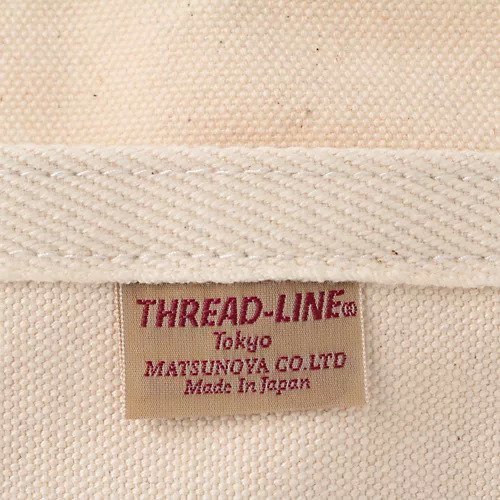 THREAD-LINE®
Tokyo
MATSUNOYA CO.LTD
Made In Japan